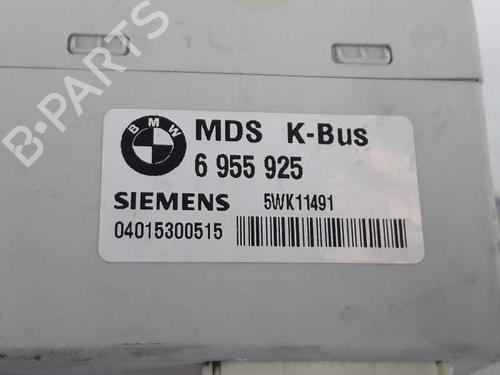 BMW
MDS K-Bus
6 955 925
SIEMENS 5WK11491
04015300515
B-PARTS